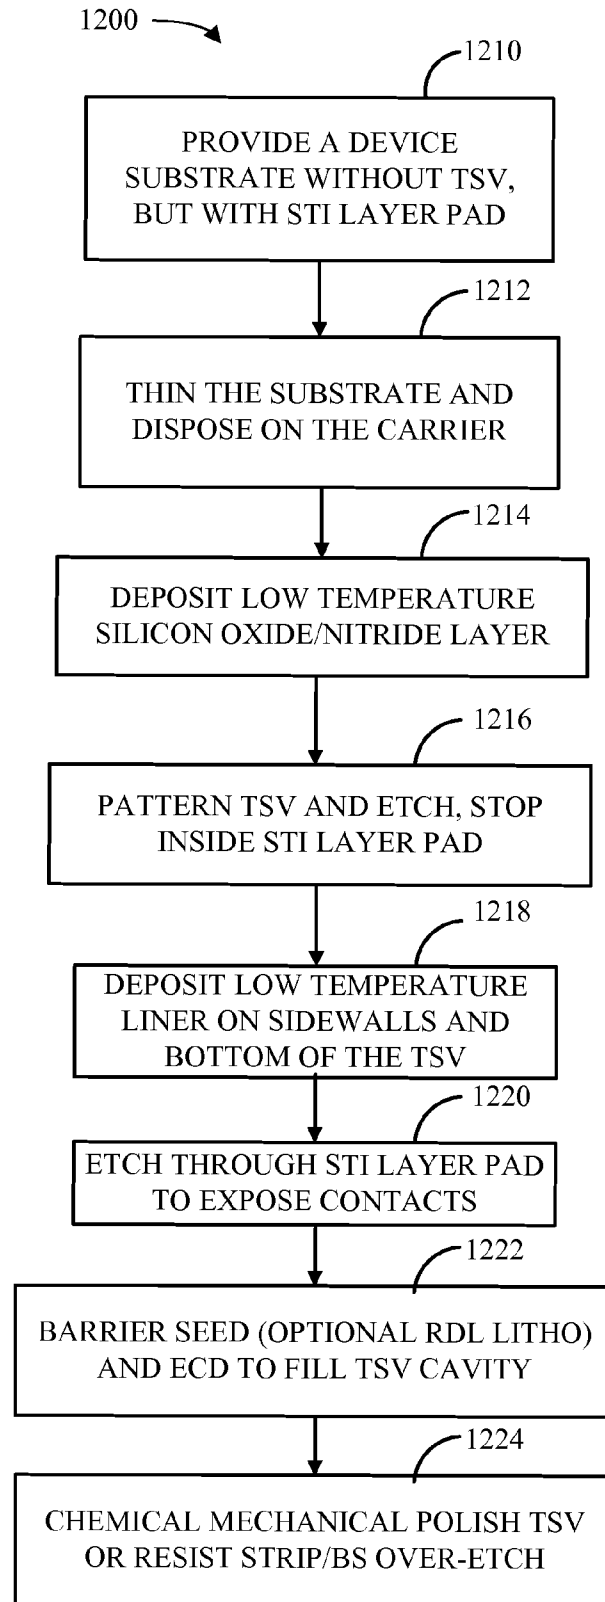 1200
1210
PROVIDE A DEVICE
SUBSTRATE WITHOUT TSV,
BUT WITH STI LAYER PAD
1212
THIN THE SUBSTRATE AND
DISPOSE ON THE CARRIER
1214
DEPOSIT LOW TEMPERATURE
SILICON OXIDE/NITRIDE LAYER
1216
PATTERN TSV AND ETCH, STOP
INSIDE STI LAYER PAD
1218
DEPOSIT LOW TEMPERATURE
LINER ON SIDEWALLS AND
BOTTOM OF THE TSV
1220
ETCH THROUGH STI LAYER PAD
TO EXPOSE CONTACTS
1222
BARRIER SEED (OPTIONAL RDL LITHO)
AND ECD TO FILL TSV CAVITY
1224
CHEMICAL MECHANICAL POLISH TSV
OR RESIST STRIP/BS OVER-ETCH